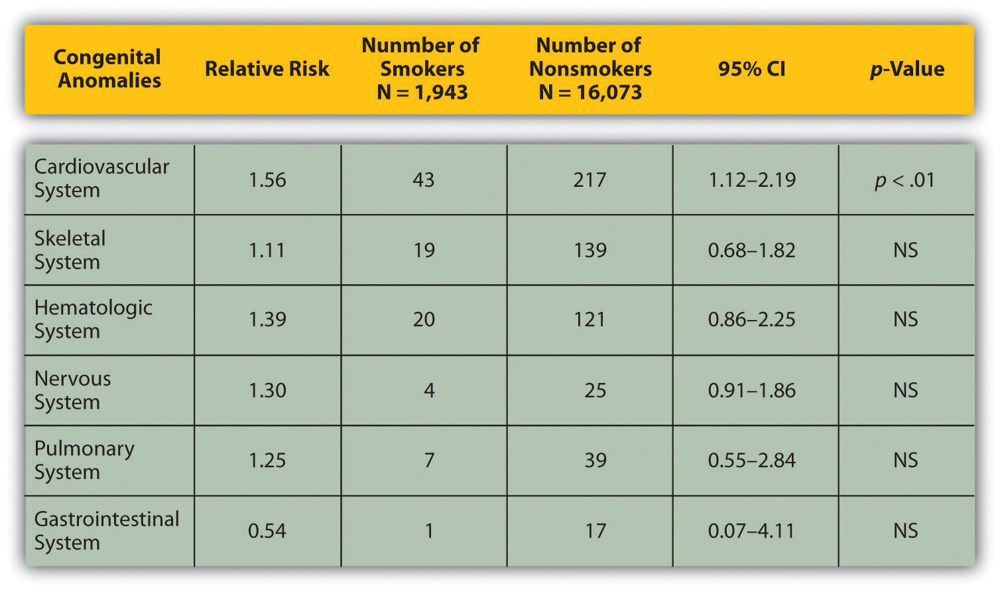 Congenital
Anomalies
Relative Risk
Nunmber of
Smokers
N = 1,943
Number of
Nonsmokers
N = 16,073
95% CI
p-Value
Cardiovascular
System
1.56
43
217
1.12–2.19
p < .01
Skeletal
System
1.11
19
139
0.68–1.82
NS
Hematologic
System
1.39
20
121
0.86–2.25
NS
Nervous
System
1.30
4
25
0.91–1.86
NS
Pulmonary
System
1.25
7
39
0.55–2.84
NS
Gastrointestinal
System
0.54
1
17
0.07–4.11
NS